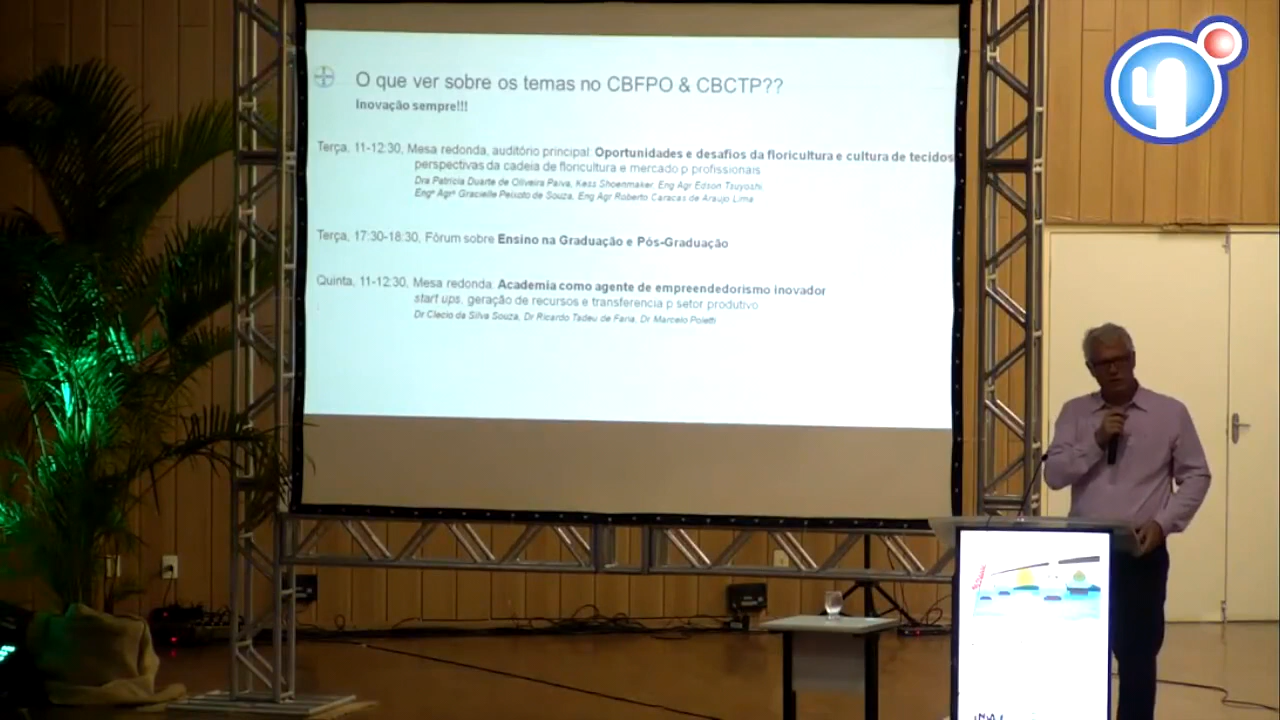 O que ver sobre os temas no CBFPO & CBCTP??
Inovação sempre!!!
Terça, 11-12:30, Mesa redonda, auditório principal: Oportunidades e desafios da floricultura e cultura de tecidos
perspectivas da cadeia de floricultura e mercado p profissionais
Dra Patricia Duarte de Oliveira Paiva, Kess Shoenmaker, Eng Agr Edson Tsuyoshi
Engª Agrª Gracielle Peixoto de Souza, Eng Agr Roberto Caracas de Araujo Lima
Terça, 17:30-18:30, Fórum sobre Ensino na Graduação e Pós-Graduação
Quinta, 11-12:30, Mesa redonda: Academia como agente de empreendedorismo inovador
start ups, geração de recursos e transferencia p setor produtivo
Dr Clecio da Silva Souza, Dr Ricardo Tadeu de Faria, Dr Marcelo Poletti